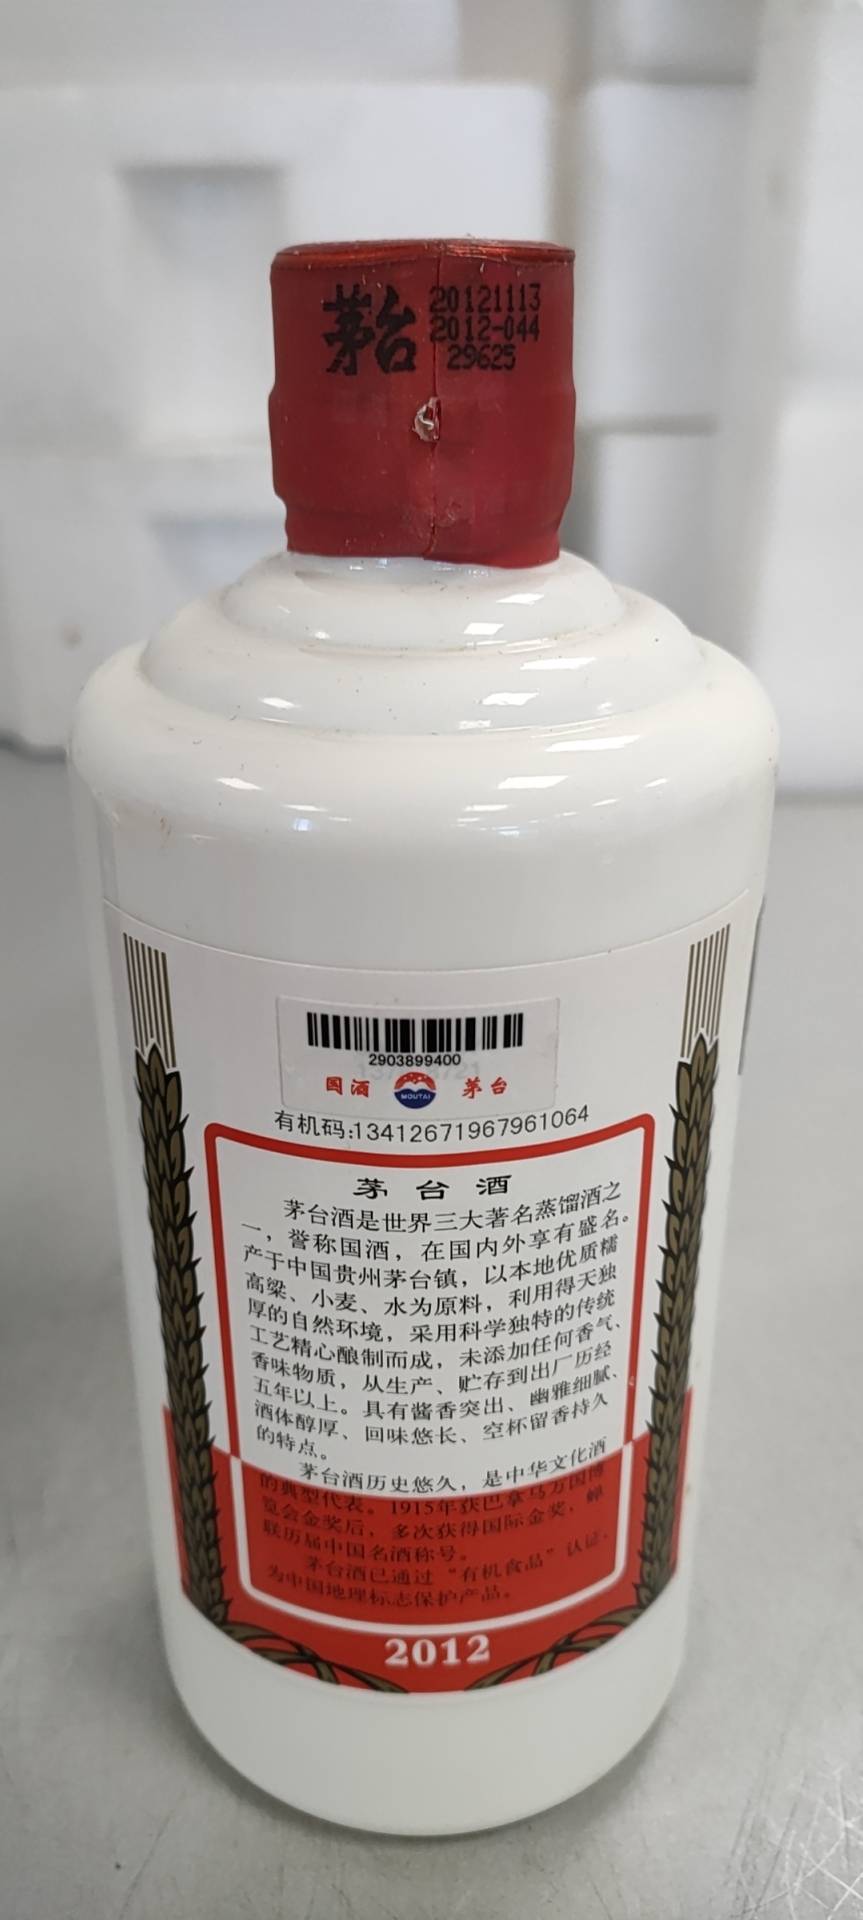 茅台
20121113
2012-044
29625
2903899400
国酒 MOUTAI 茅台
有机码:13412671967961064
茅台酒
茅台酒是世界三大著名蒸馏酒之
一，誉称国酒，在国内外享有盛名。
产于中国贵州茅台镇，以本地优质糯
高粱、小麦、水为原料，利用得天独
厚的自然环境，采用科学独特的传统
工艺精心酿制而成，未添加任何香气、
香味物质，从生产、贮存到出厂历经
五年以上。具有酱香突出、幽雅细腻、
酒体醇厚、回味悠长、空杯留香持久
的特点。
茅台酒历史悠久，是中华文化酒
的典型代表。1915年获巴拿马万国博
览会金奖后，多次获得国际金奖，蝉
联历届中国名酒称号。
茅台酒已通过“有机食品”认证，
为中国地理标志保护产品。
2012